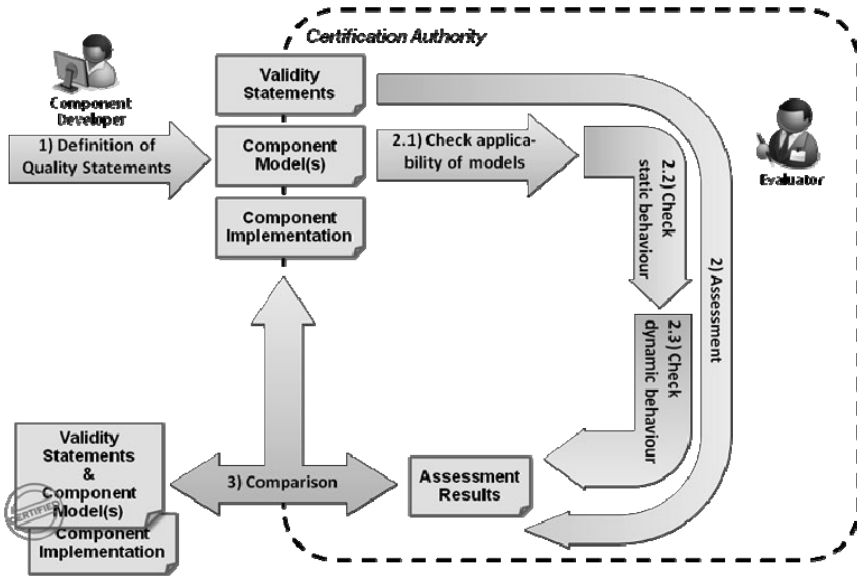 Certification Authority
Component
Developer
Validity
Statements
1) Definition of
Quality Statements
Component
Model(s)
2.1) Check applica-
bility of models
Component
Implementation
2.2) Check
static behaviour
Evaluator
2) Assessment
2.3) Check
dynamic behaviour
Validity
Statements
&
Component
Model(s)
CERTIFIED
Component
Implementation
3) Comparison
Assessment
Results